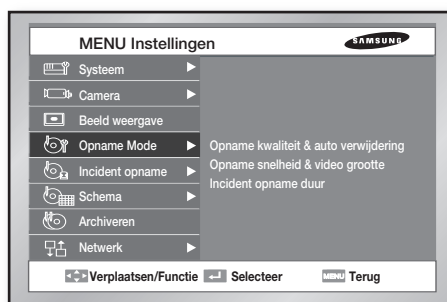 MENU Instellingen
SAMSUNG
Systeem
Camera
Beeld weergave
Opname Mode
Incident opname
Schema
Archiveren
Netwerk
Opname kwaliteit & auto verwijdering
Opname snelheid & video grootte
Incident opname duur
Verplaatsen/Functie Selecteer MENU Terug